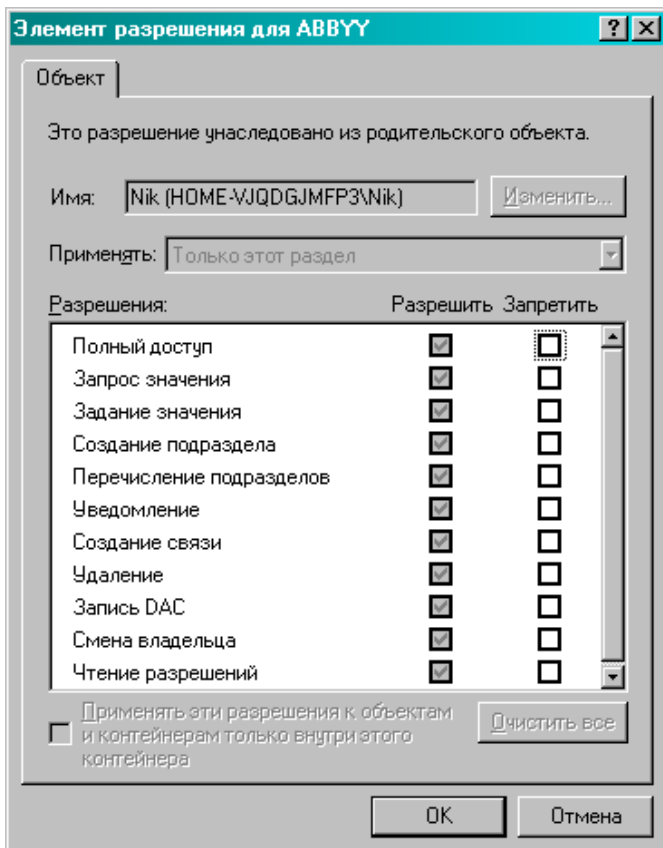 Элемент разрешения для ABBYY
Объект
Это разрешение унаследовано из родительского объекта.
Имя: Nik (HOME-VJQDGJMFP3\Nik) Изменить...
Применять: Только этот раздел
Разрешения: Разрешить Запретить
Полный доступ
Запрос значения
Задание значения
Создание подраздела
Перечисление подразделов
Уведомление
Создание связи
Удаление
Запись DAC
Смена владельца
Чтение разрешений
Применять эти разрешения к объектам
и контейнерам только внутри этого
контейнера
Очистить все
OK Отмена